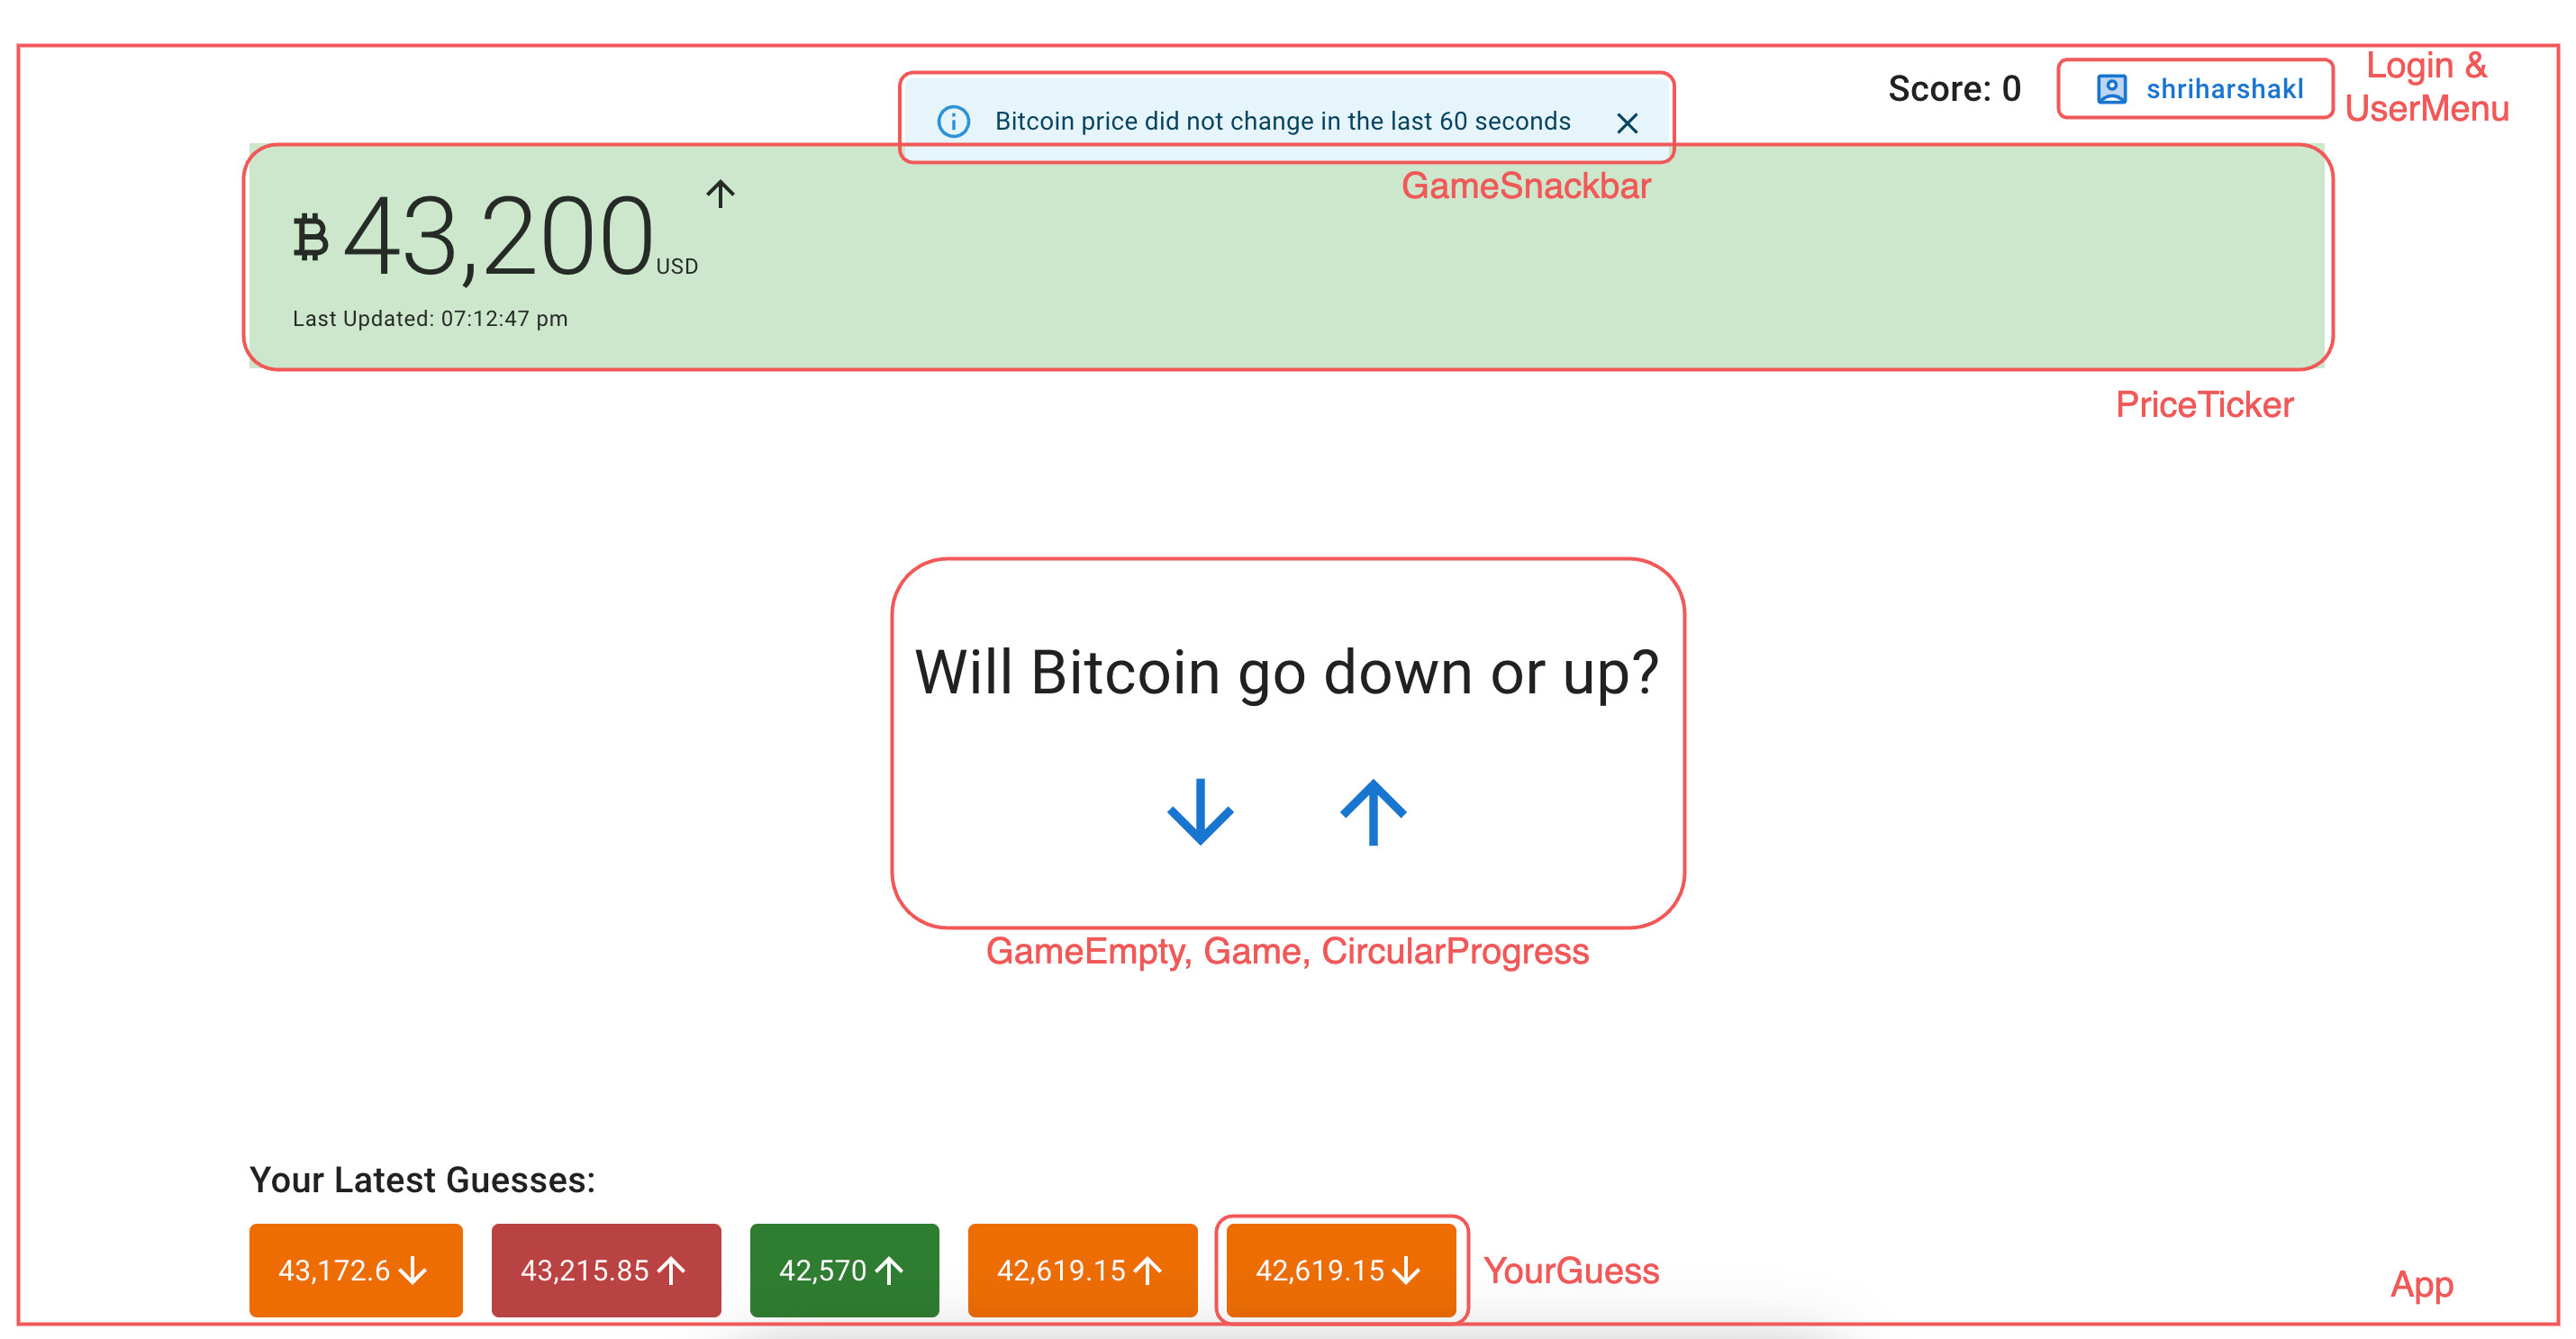 Login &
UserMenu
Score: 0
shriharshakl
Bitcoin price did not change in the last 60 seconds
GameSnackbar
₿ 43,200 USD
Last Updated: 07:12:47 pm
PriceTicker
Will Bitcoin go down or up?
GameEmpty, Game, CircularProgress
Your Latest Guesses:
43,172.6 ↓ 43,215.85 ↑ 42,570 ↑ 42,619.15 ↑ 42,619.15 ↓
YourGuess
App